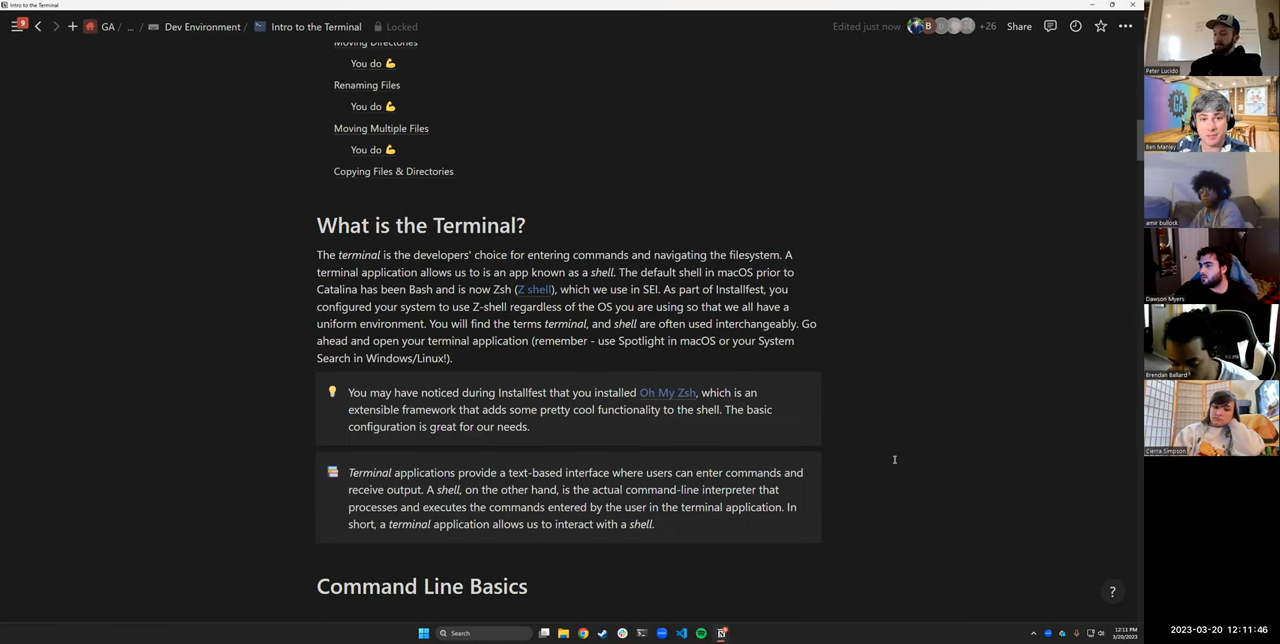 Intro to the Terminal
9
GA / ... / Dev Environment / Intro to the Terminal Locked
Edited just now B +26 Share
Moving Directories
You do 💪
Renaming Files
You do 💪
Moving Multiple Files
You do 💪
Copying Files & Directories
What is the Terminal?
The terminal is the developers' choice for entering commands and navigating the filesystem. A
terminal application allows us to is an app known as a shell. The default shell in macOS prior to
Catalina has been Bash and is now Zsh (Z shell), which we use in SEI. As part of Installfest, you
configured your system to use Z-shell regardless of the OS you are using so that we all have a
uniform environment. You will find the terms terminal, and shell are often used interchangeably. Go
ahead and open your terminal application (remember - use Spotlight in macOS or your System
Search in Windows/Linux!).
You may have noticed during Installfest that you installed Oh My Zsh, which is an
extensible framework that adds some pretty cool functionality to the shell. The basic
configuration is great for our needs.
Terminal applications provide a text-based interface where users can enter commands and
receive output. A shell, on the other hand, is the actual command-line interpreter that
processes and executes the commands entered by the user in the terminal application. In
short, a terminal application allows us to interact with a shell.
Command Line Basics
?
Search
12:11 PM
3/20/2023
Peter Lucido
GA
Ben Manley
amir bullock
Dawson Myers
Brendan Ballard
Cierra Simpson
2023-03-20 12:11:46